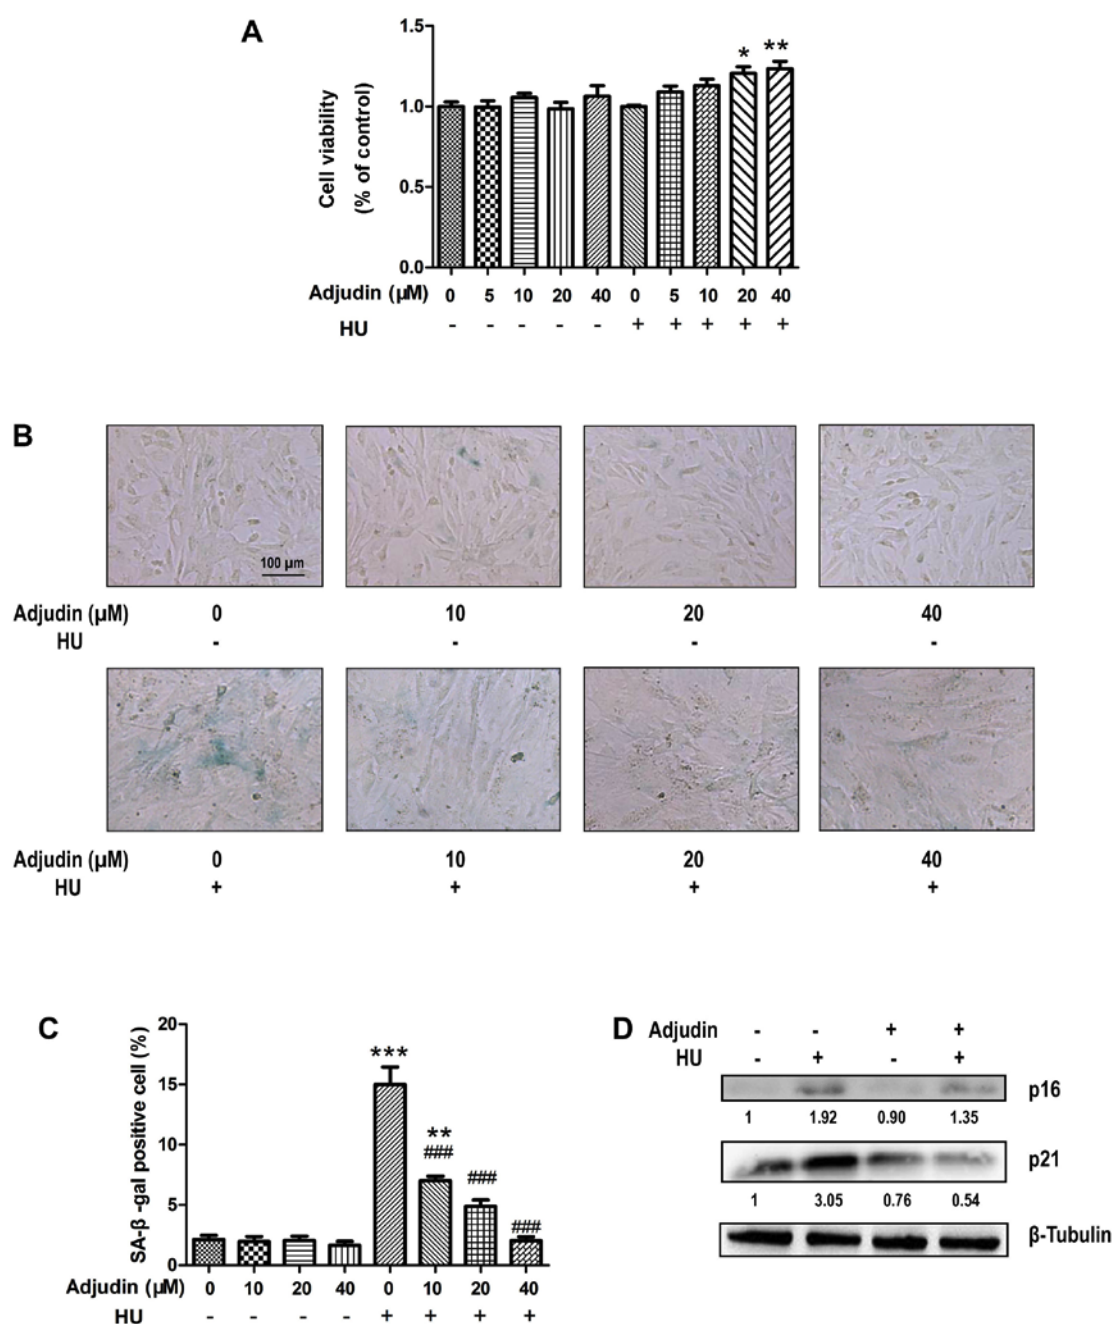 A
Cell viability
(% of control)
1.5
1.0
0.5
0.0
* **
Adjudin (µM) 0 5 10 20 40 0 5 10 20 40
HU - - - - - + + + + +
B
100 µm
Adjudin (µM) 0 10 20 40
HU - - - -
Adjudin (µM) 0 10 20 40
HU + + + +
C
SA-β -gal positive cell (%)
20
15
10
5
0
***
**
###
###
###
Adjudin (µM) 0 10 20 40 0 10 20 40
HU - - - - + + + +
D
Adjudin - - + +
HU - + - +
p16
1 1.92 0.90 1.35
p21
1 3.05 0.76 0.54
β-Tubulin